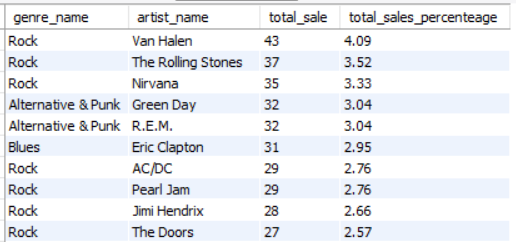 genre_name artist_name total_sale total_sales_percenteage
Rock Van Halen 43 4.09
Rock The Rolling Stones 37 3.52
Rock Nirvana 35 3.33
Alternative & Punk Green Day 32 3.04
Alternative & Punk R.E.M. 32 3.04
Blues Eric Clapton 31 2.95
Rock AC/DC 29 2.76
Rock Pearl Jam 29 2.76
Rock Jimi Hendrix 28 2.66
Rock The Doors 27 2.57